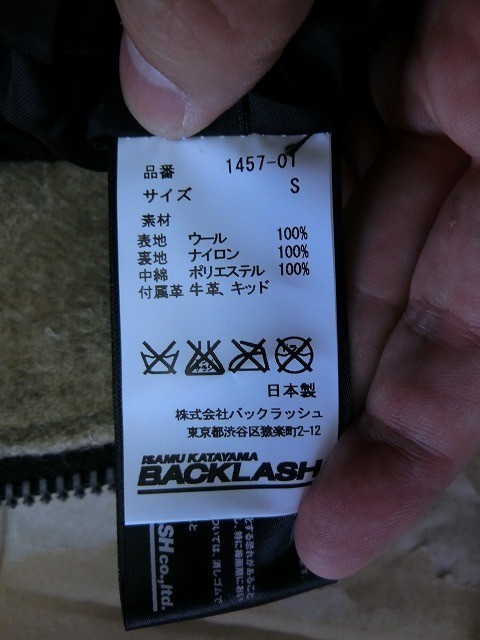 品番 1457-01
サイズ S
素材
表地 ウール 100%
裏地 ナイロン 100%
中綿 ポリエステル 100%
付属革 牛革、キッド
日本製
株式会社バックラッシュ
東京都渋谷区猿楽町2-12
ISAMU KATAYAMA
BACKLASH
SH co.,ltd.